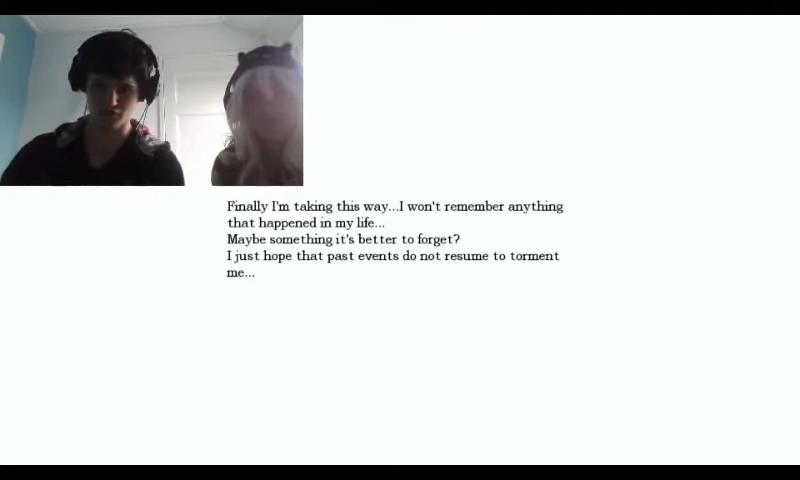 Finally I'm taking this way...I won't remember anything
that happened in my life...
Maybe something it's better to forget?
I just hope that past events do not resume to torment
me...